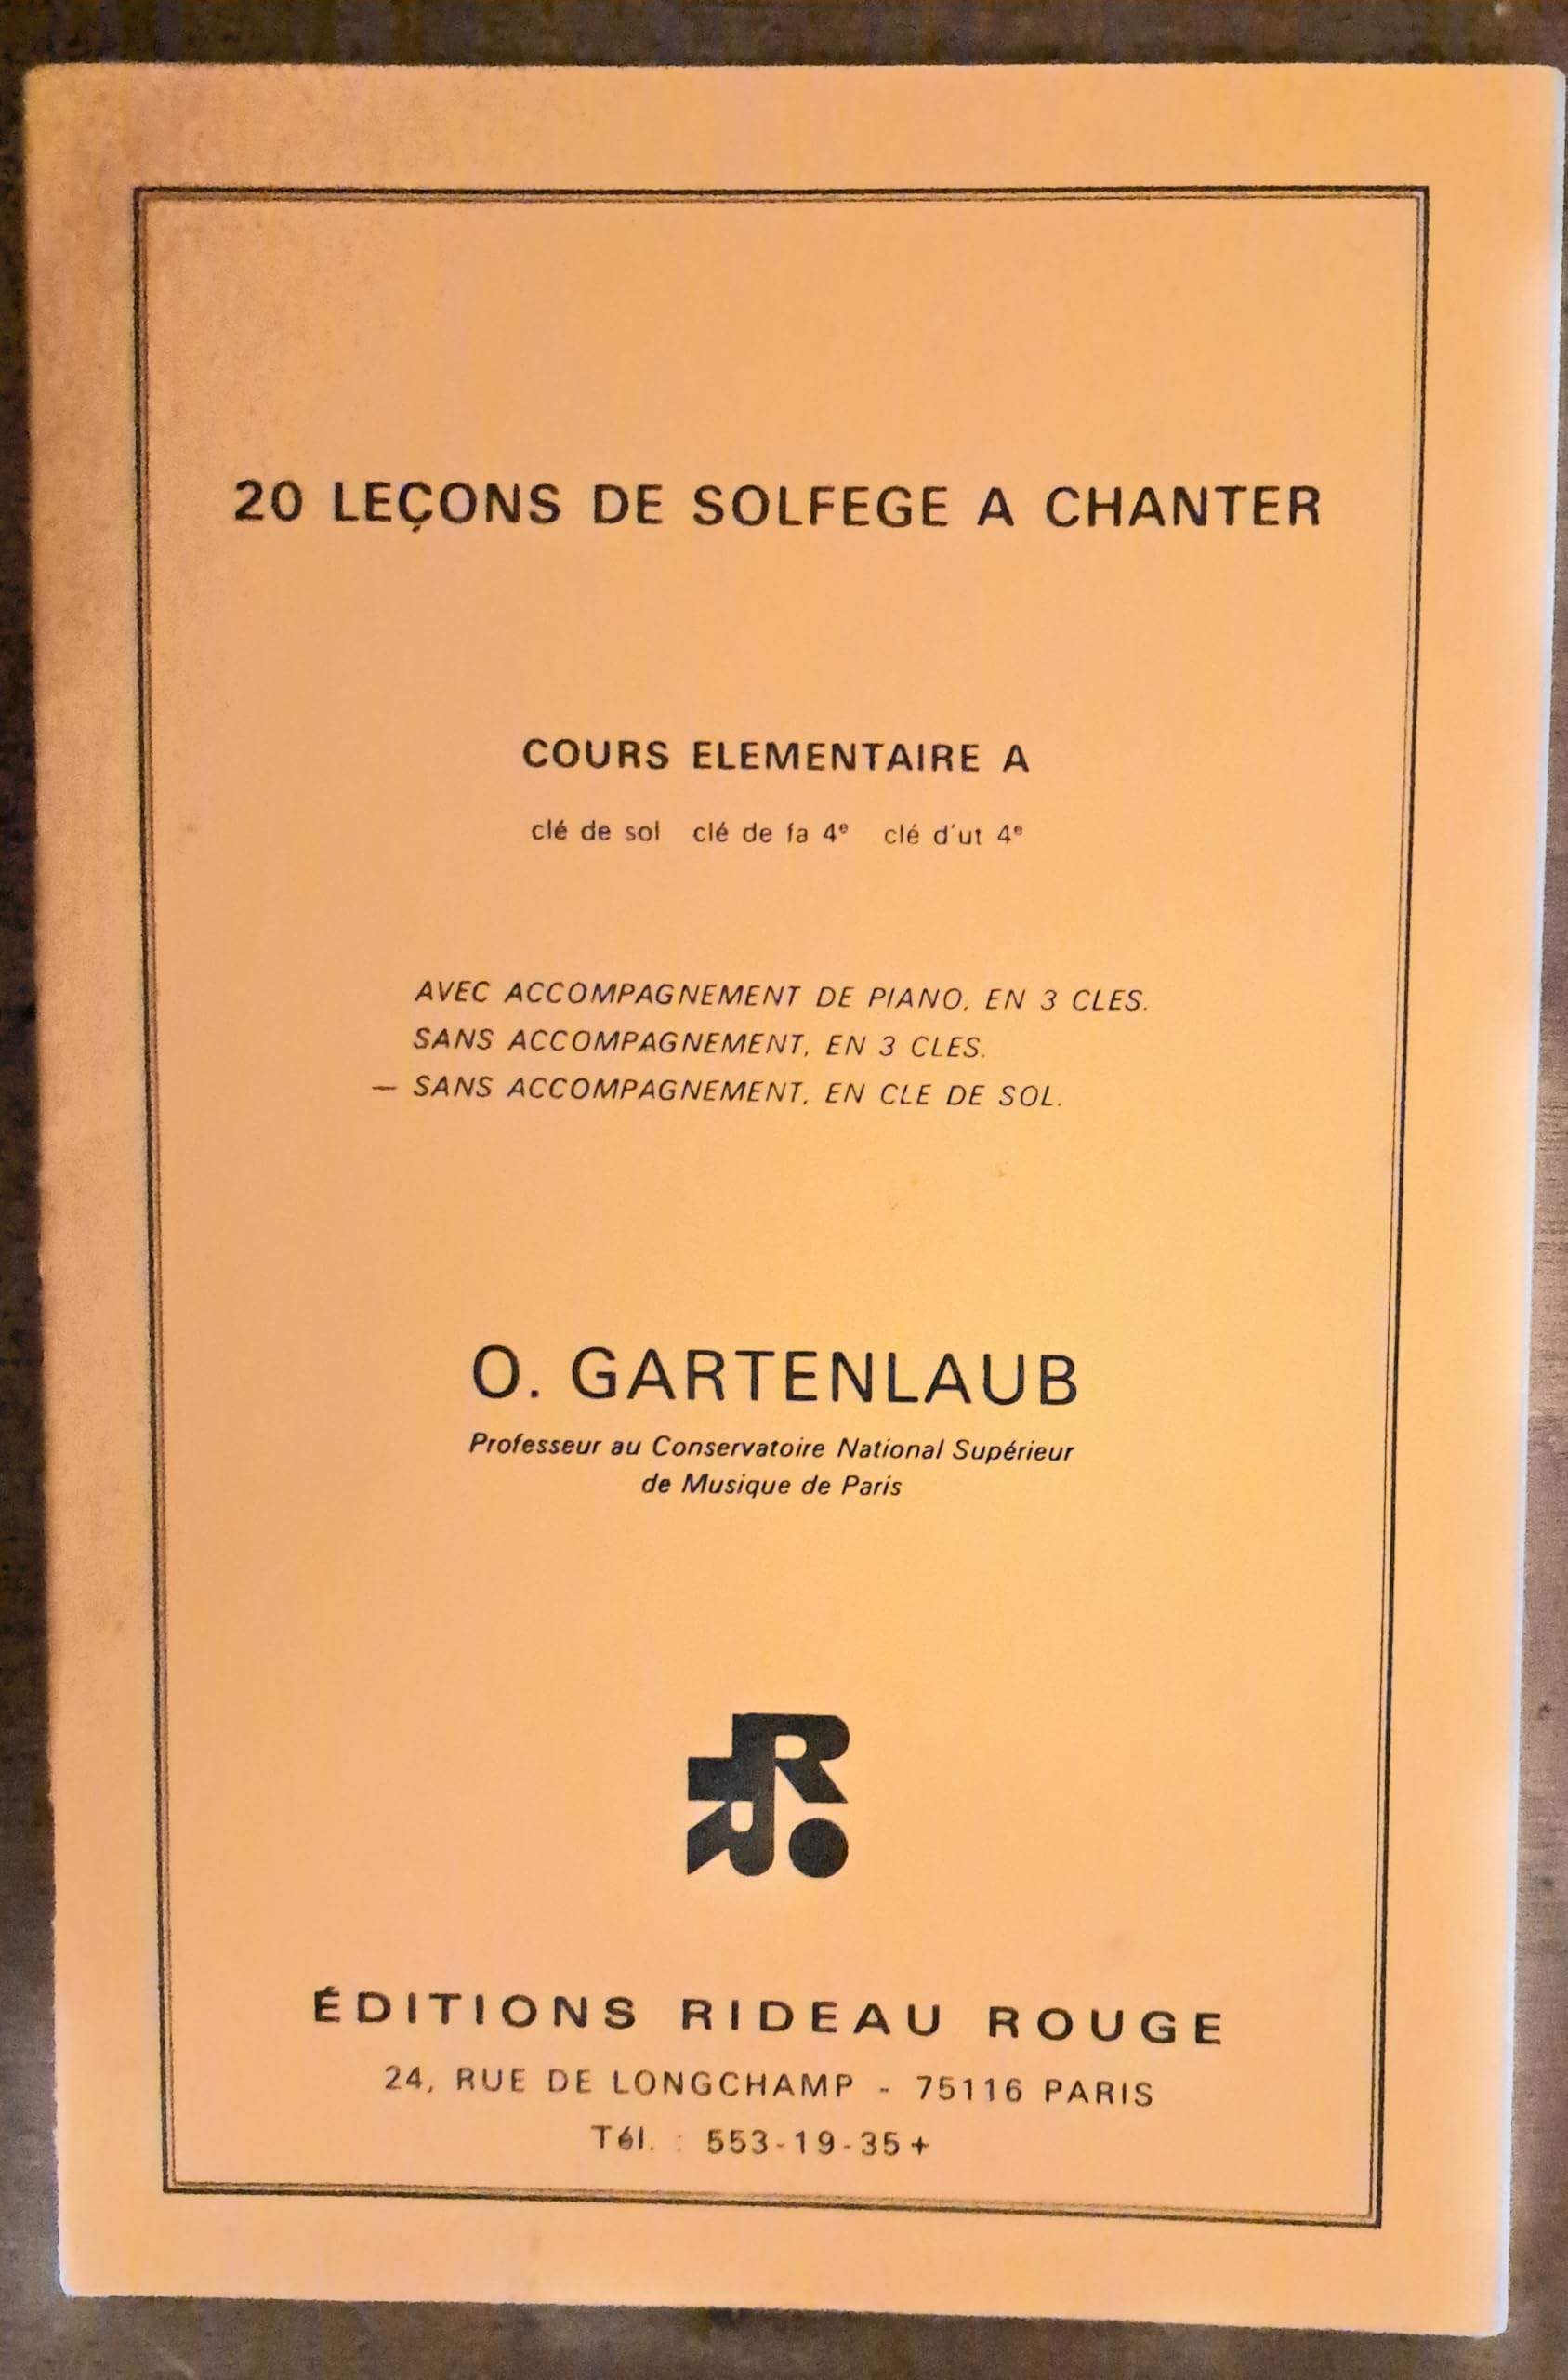 20 LEÇONS DE SOLFEGE A CHANTER
COURS ELEMENTAIRE A
clé de sol clé de fa 4e clé d'ut 4e
AVEC ACCOMPAGNEMENT DE PIANO, EN 3 CLES.
SANS ACCOMPAGNEMENT, EN 3 CLES.
— SANS ACCOMPAGNEMENT, EN CLE DE SOL.
O. GARTENLAUB
Professeur au Conservatoire National Supérieur
de Musique de Paris
R
R
ÉDITIONS RIDEAU ROUGE
24, RUE DE LONGCHAMP - 75116 PARIS
Tél. : 553-19-35+